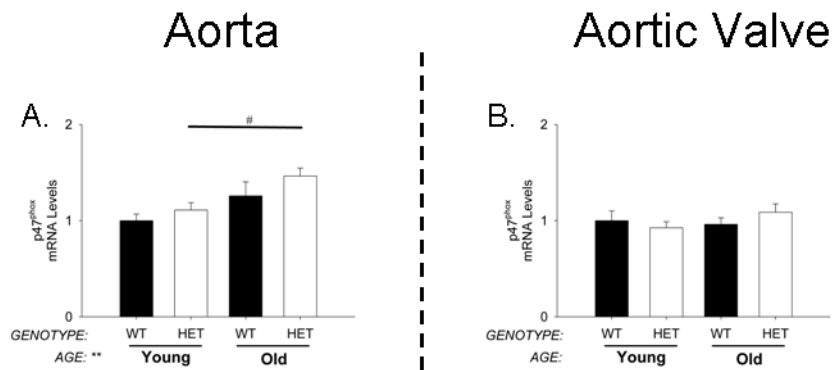 Aorta
Aortic Valve
A.
2
1
0
p47phox
mRNA Levels
#
GENOTYPE: WT HET WT HET
AGE: ** Young Old
B.
2
1
0
p47phox
mRNA Levels
GENOTYPE: WT HET WT HET
AGE: Young Old